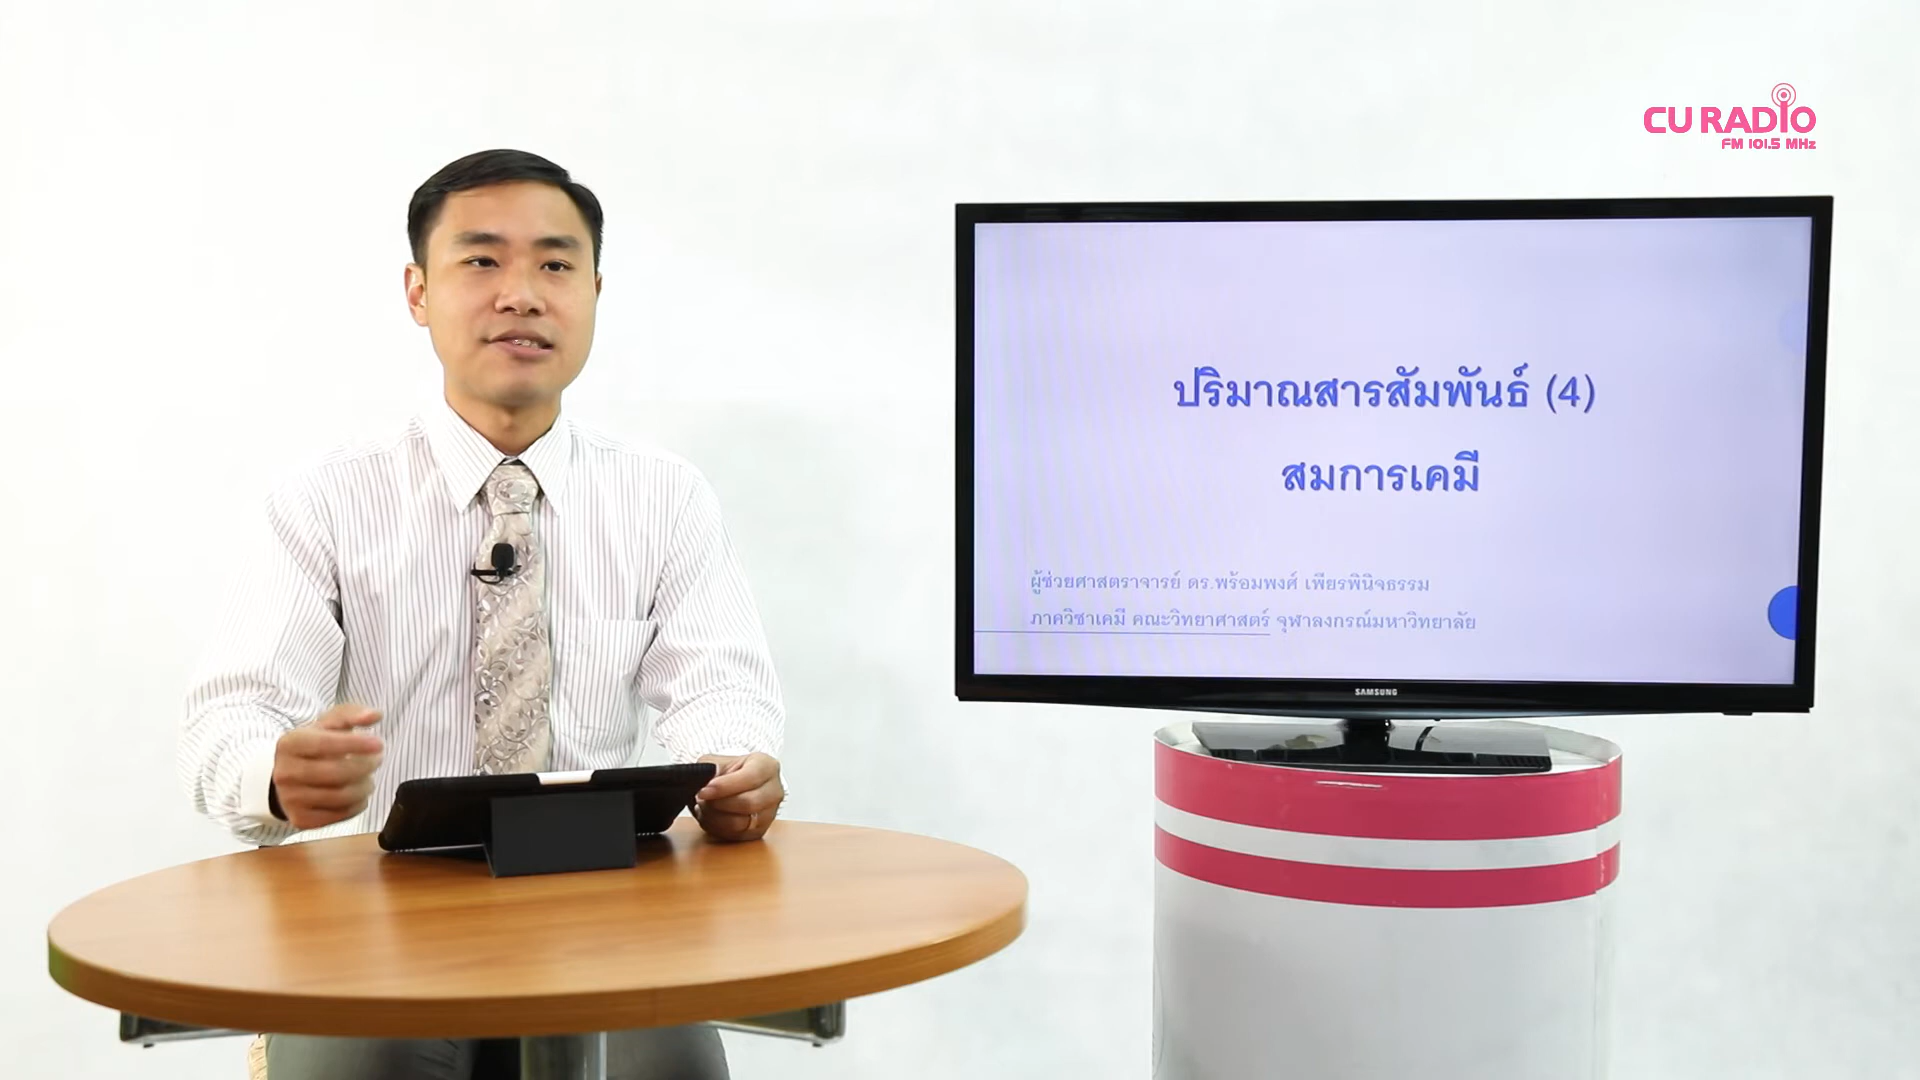 CU RADIO
FM 101.5 MHz
ปริมาณสารสัมพันธ์ (4)
สมการเคมี
ผู้ช่วยศาสตราจารย์ ดร.พร้อมพงศ์ เพียรพินิจธรรม
ภาควิชาเคมี คณะวิทยาศาสตร์ จุฬาลงกรณ์มหาวิทยาลัย
SAMSUNG